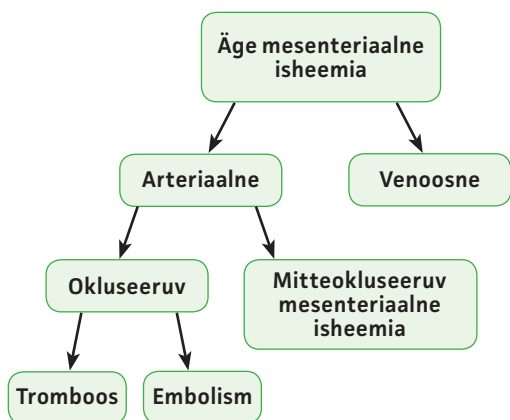 Äge mesenteriaalne
isheemia
Arteriaalne
Venoosne
Okluseeruv
Mitteokluseeruv
mesenteriaalne
isheemia
Tromboos
Embolism